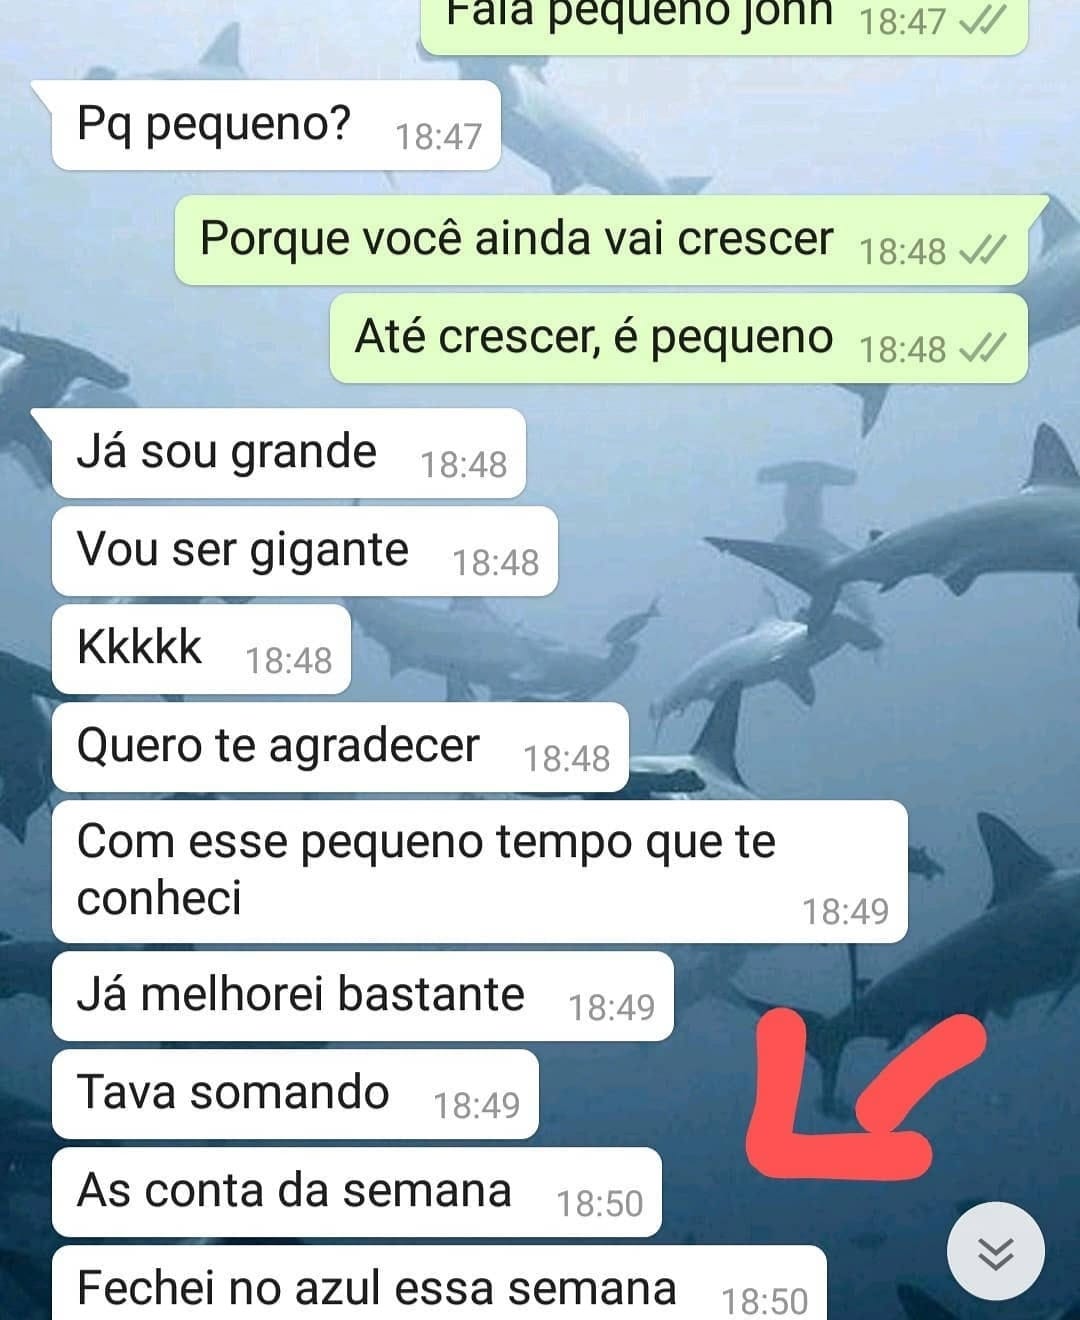 Fala pequeno john 18:47
Pq pequeno? 18:47
Porque você ainda vai crescer 18:48
Até crescer, é pequeno 18:48
Já sou grande 18:48
Vou ser gigante 18:48
Kkkkk 18:48
Quero te agradecer 18:48
Com esse pequeno tempo que te
conheci 18:49
Já melhorei bastante 18:49
Tava somando 18:49
As conta da semana 18:50
Fechei no azul essa semana 18:50